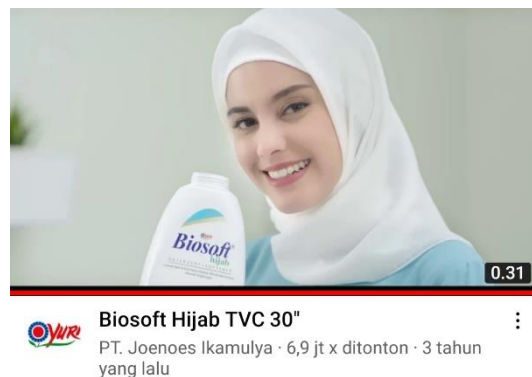 Biosoft
hijab
0.31
YURI
Biosoft Hijab TVC 30"
PT. Joenoes Ikamulya · 6,9 jt x ditonton · 3 tahun
yang lalu